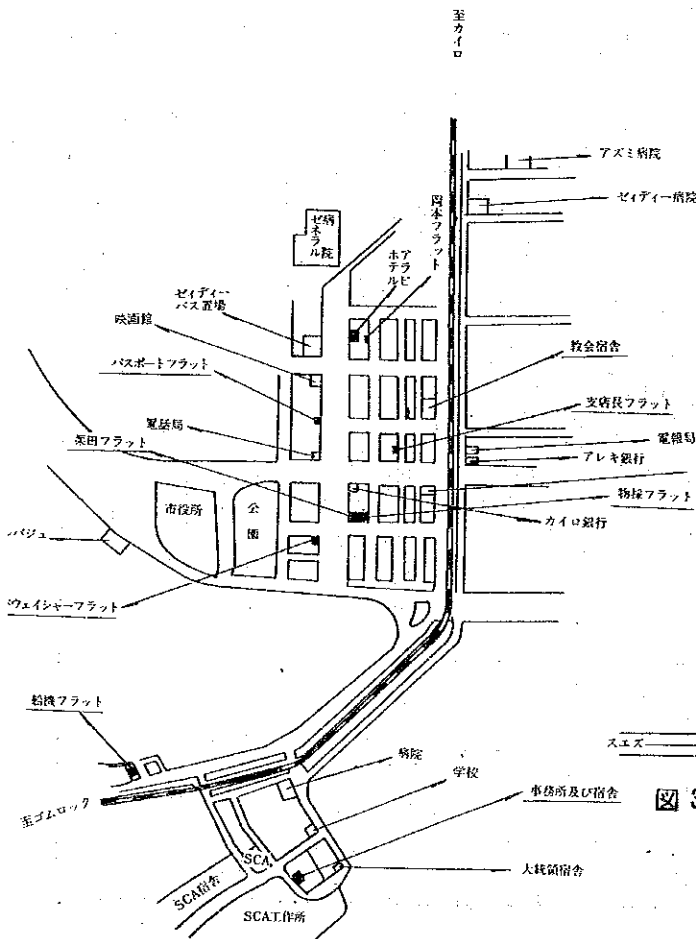 至カイロ
アズミ病院
ゼィディー病院
岡本フラット
アラビ
ホテル
病院
ゼネラル
ゼィディー
バス置場
映画館
パスポートフラット
教会宿舎
支店長フラット
電話局
電報局
泵田フラット
アレキ銀行
物採フラット
カイロ銀行
市役所
公園
バジュ
ウェイシャーフラット
船機フラット
スエズ
病院
学校
事務所及び宿舎
図
至ゴムロック
SCA
大統領宿舎
SCA宿舎
SCA工作所